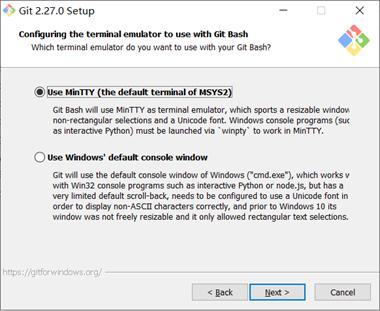 Git 2.27.0 Setup
Configuring the terminal emulator to use with Git Bash
Which terminal emulator do you want to use with your Git Bash?
Use MinTTY (the default terminal of MSYS2)
Git Bash will use MinTTY as terminal emulator, which sports a resizable window
non-rectangular selections and a Unicode font. Windows console programs (suc
as interactive Python) must be launched via `winpty` to work in MinTTY.
Use Windows' default console window
Git will use the default console window of Windows ("cmd.exe"), which works w
with Win32 console programs such as interactive Python or node.js, but has a
very limited default scroll-back, needs to be configured to use a Unicode font in
order to display non-ASCII characters correctly, and prior to Windows 10 its
window was not freely resizable and it only allowed rectangular text selections.
https://gitforwindows.org/
< Back
Next >
Cancel